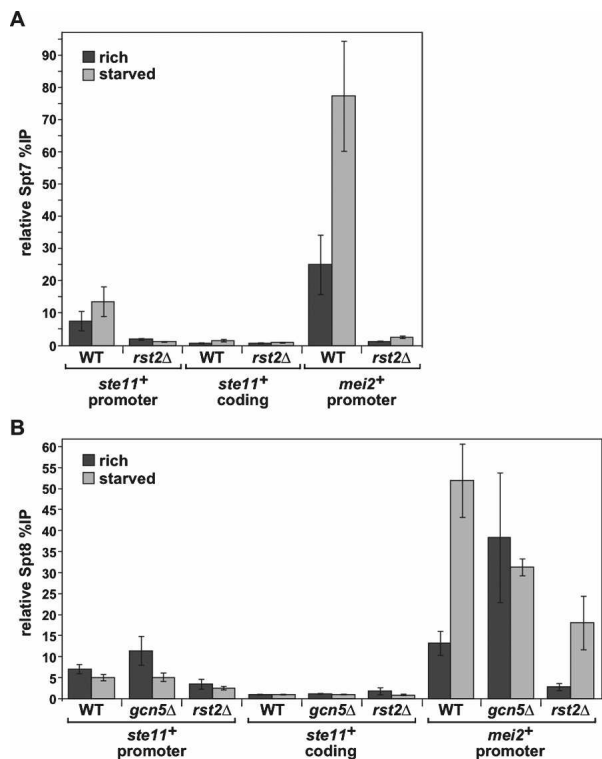 A
rich
starved
relative Spt7 %IP
90
80
70
60
50
40
30
20
10
0
WT rst2Δ WT rst2Δ WT rst2Δ
ste11+ ste11+ mei2+
promoter coding promoter
B
rich
starved
relative Spt8 %IP
60
55
50
45
40
35
30
25
20
15
10
5
0
WT gcn5Δ rst2Δ WT gcn5Δ rst2Δ WT gcn5Δ rst2Δ
ste11+ ste11+ mei2+
promoter coding promoter